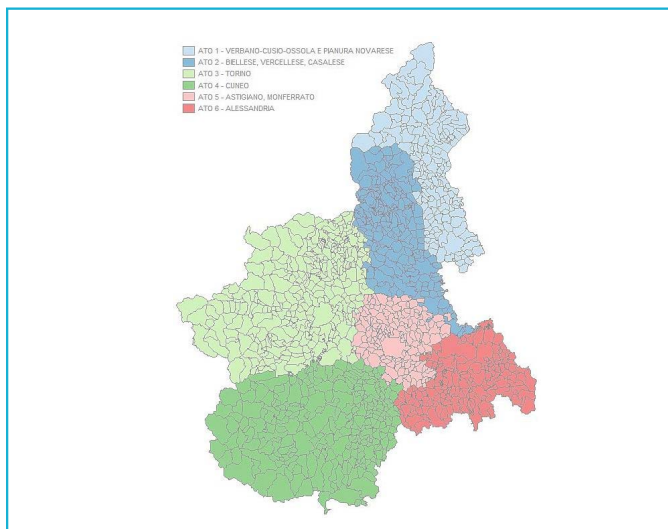 ATO 1 - VERBANO-CUSIO-OSSOLA E PIANURA NOVARESE
ATO 2 - BIELLESE, VERCELLESE, CASALESE
ATO 3 - TORINO
ATO 4 - CUNEO
ATO 5 - ASTIGIANO, MONFERRATO
ATO 6 - ALESSANDRIA